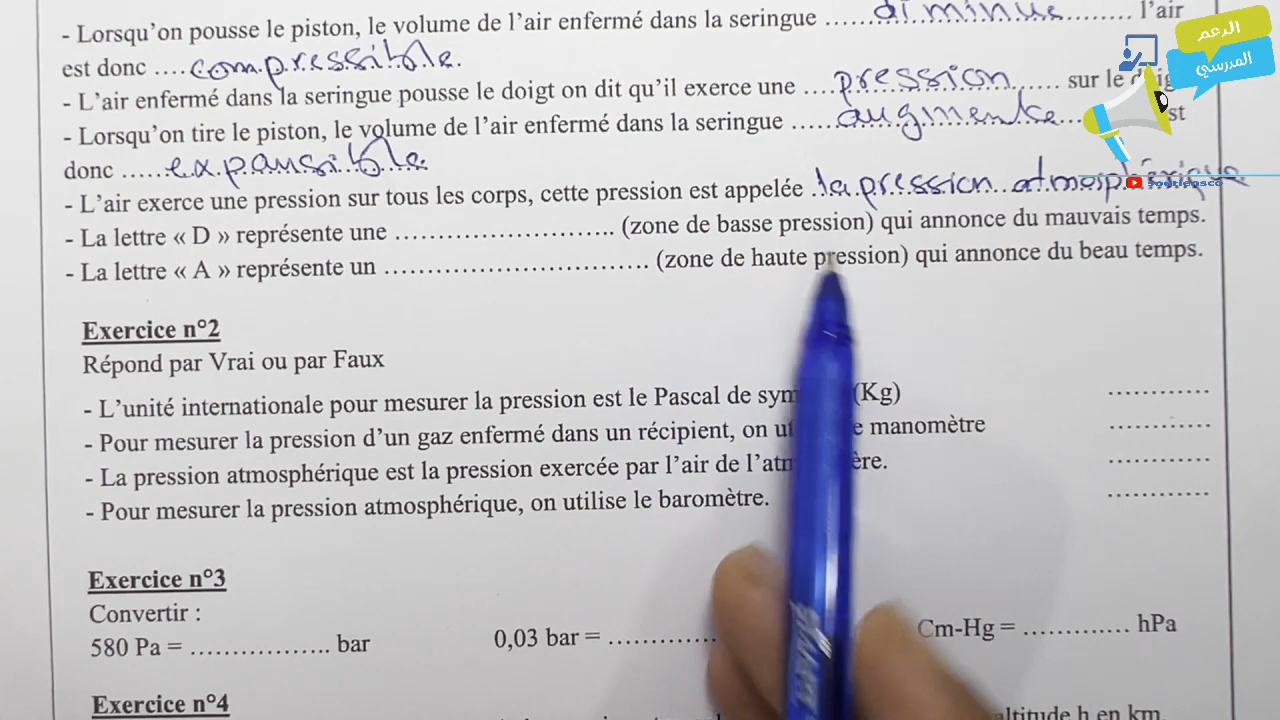 - Lorsqu'on pousse le piston, le volume de l'air enfermé dans la seringue ……diminue……… l'air
est donc ….compressible.
- L'air enfermé dans la seringue pousse le doigt on dit qu'il exerce une ….pression…… sur le
- Lorsqu'on tire le piston, le volume de l'air enfermé dans la seringue ……augmente… st
donc ……expansible
- L'air exerce une pression sur tous les corps, cette pression est appelée .la pression atmosphérique
- La lettre « D » représente une …………………………. (zone de basse pression) qui annonce du mauvais temps.
- La lettre « A » représente un ……………………………. (zone de haute pression) qui annonce du beau temps.
Exercice n°2
Répond par Vrai ou par Faux
- L'unité internationale pour mesurer la pression est le Pascal de sym (Kg) …………
- Pour mesurer la pression d'un gaz enfermé dans un récipient, on ut e manomètre …………
- La pression atmosphérique est la pression exercée par l'air de l'atm ère. …………
- Pour mesurer la pression atmosphérique, on utilise le baromètre. …………
Exercice n°3
Convertir :
580 Pa = …………….. bar 0,03 bar = ………… Cm-Hg = …………. hPa
Exercice n°4
altitude h en km.
الدعم
المدرسي